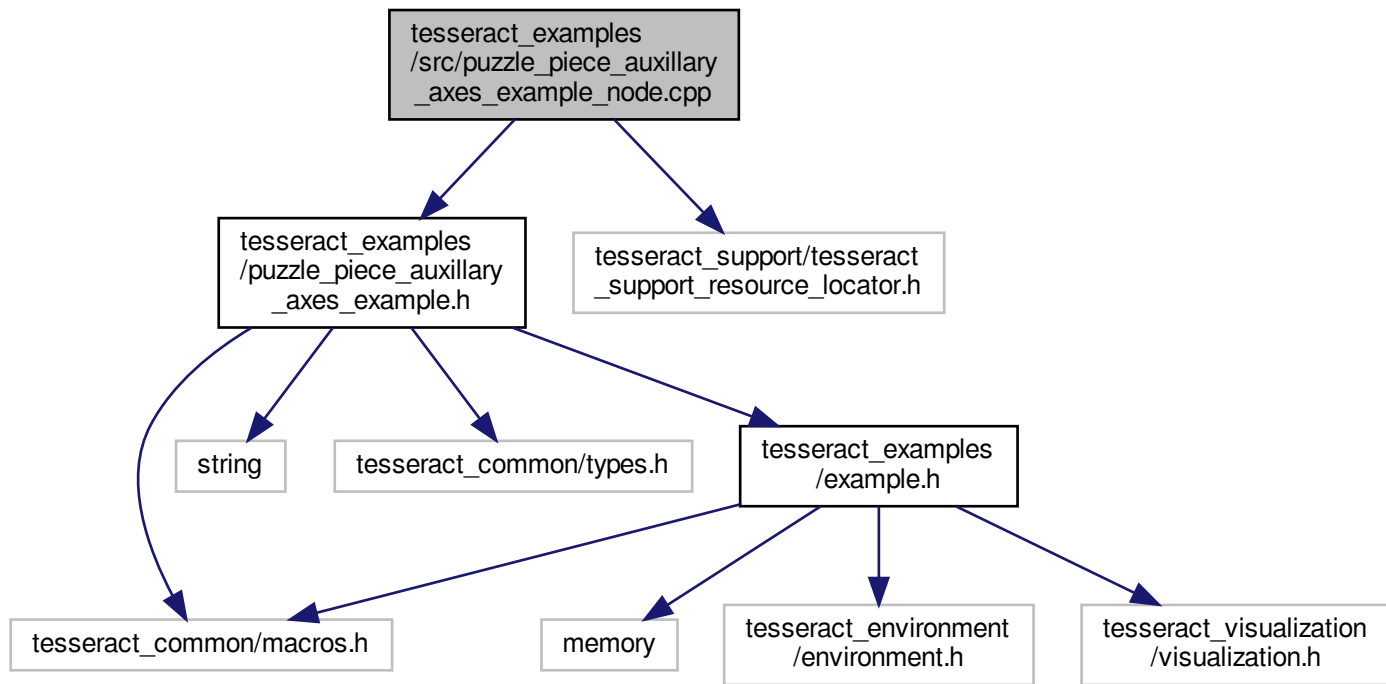 tesseract_examples
/src/puzzle_piece_auxillary
_axes_example_node.cpp
tesseract_examples
/puzzle_piece_auxillary
_axes_example.h
tesseract_support/tesseract
_support_resource_locator.h
string
tesseract_common/types.h
tesseract_examples
/example.h
tesseract_common/macros.h
memory
tesseract_environment
/environment.h
tesseract_visualization
/visualization.h